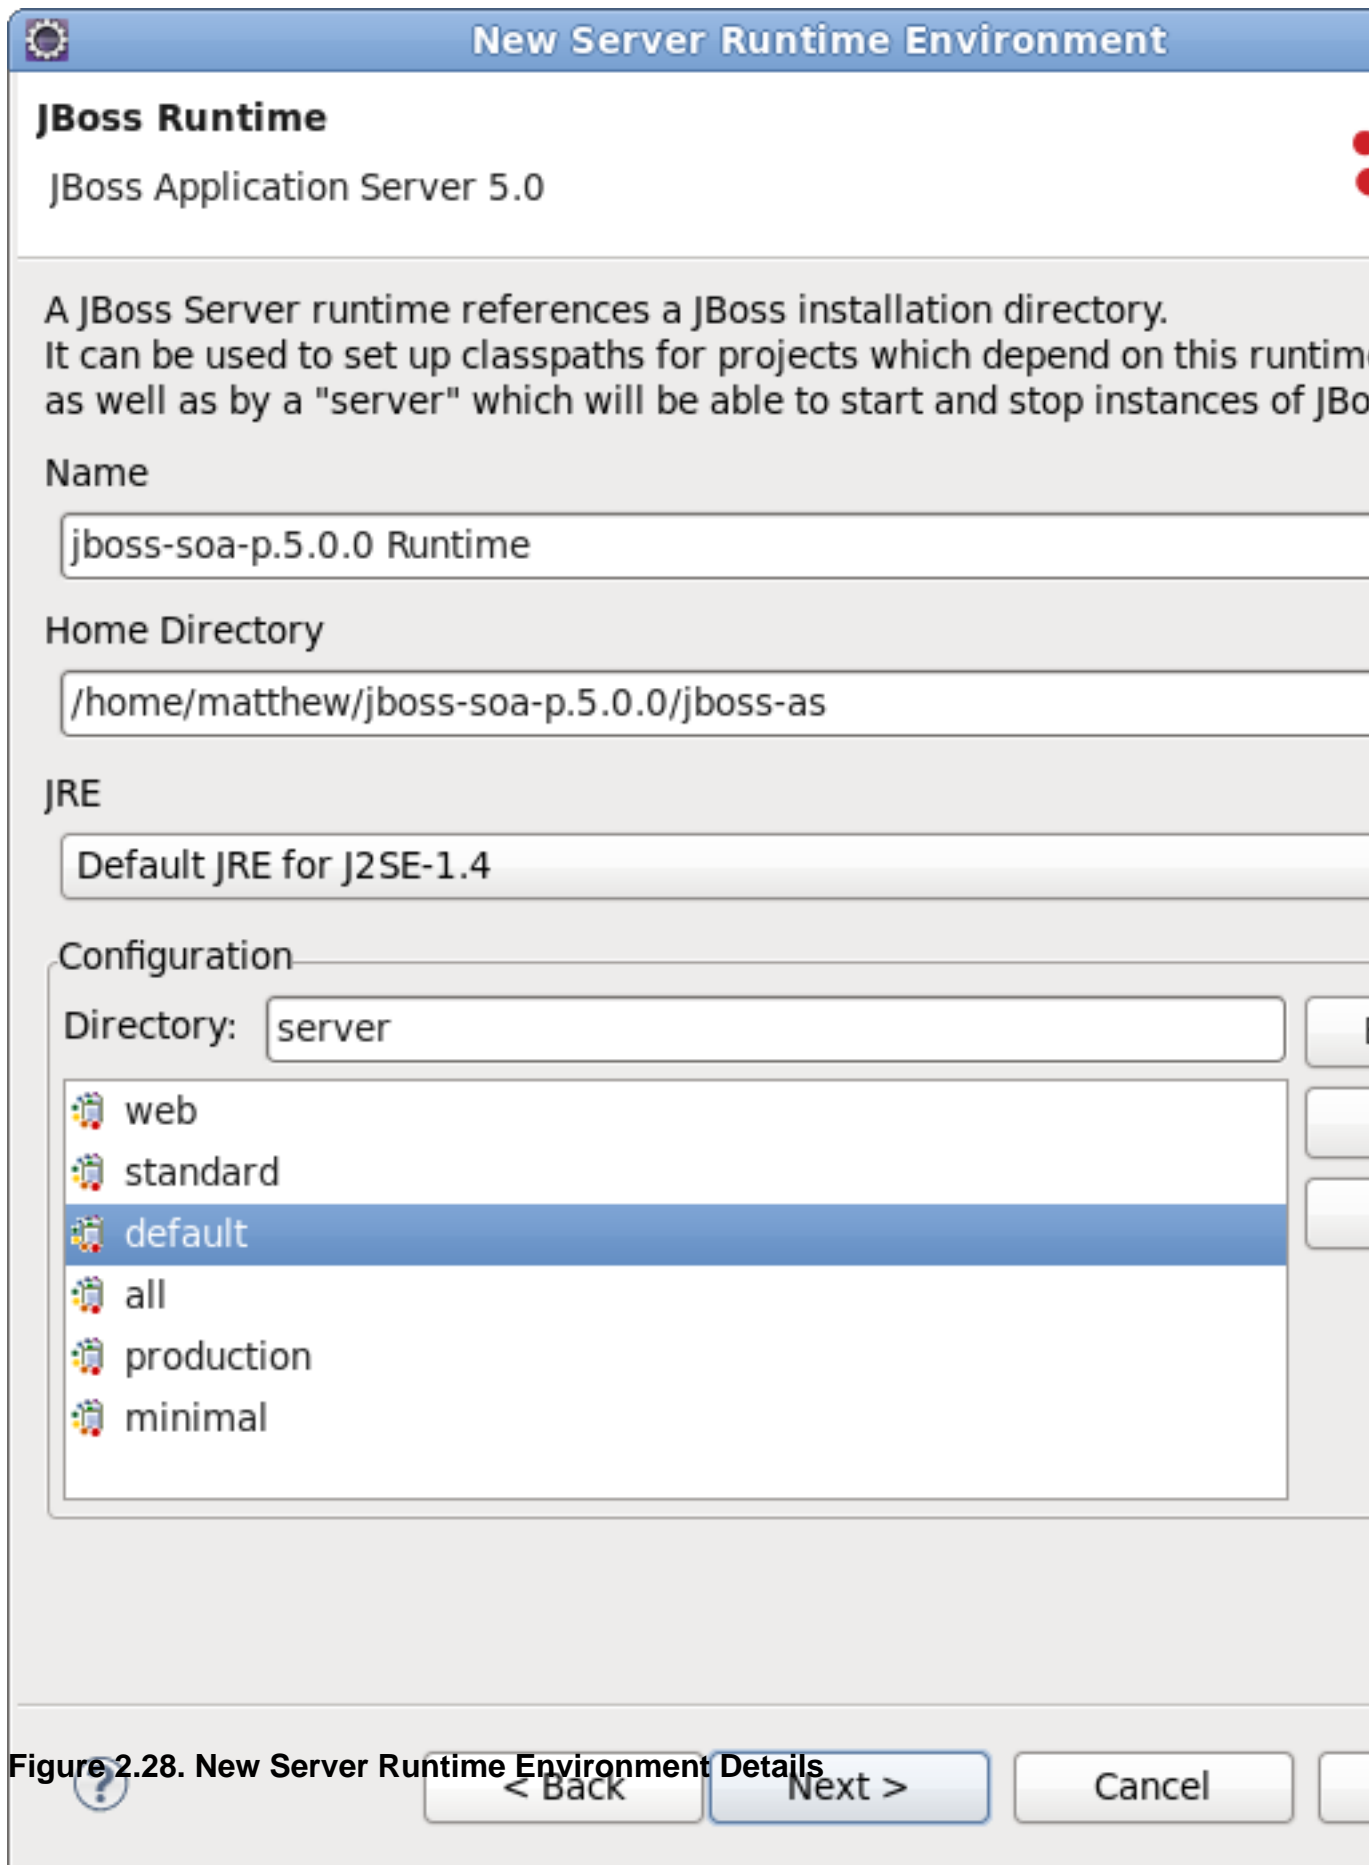 New Server Runtime Environment
JBoss Runtime
JBoss Application Server 5.0
A JBoss Server runtime references a JBoss installation directory.
It can be used to set up classpaths for projects which depend on this
as well as by a "server" which will be able to start and stop instances of
Name
jboss-soa-p.5.0.0 Runtime
Home Directory
/home/matthew/jboss-soa-p.5.0.0/jboss-as
JRE
Default JRE for J2SE-1.4
Configuration
Directory: server
web
standard
default
all
production
minimal
Figure 2.28. New Server Runtime Environment Details
? < Back Next > Cancel